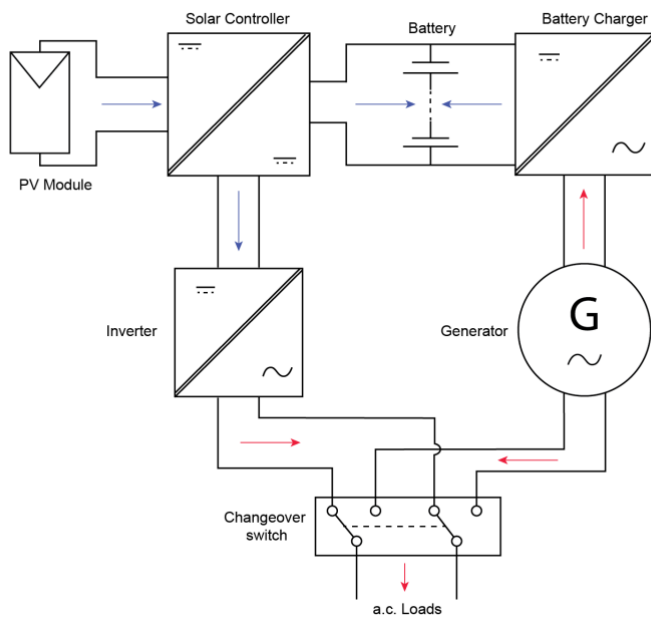 Solar Controller
Battery
Battery Charger
PV Module
Inverter
Generator
G
Changeover
switch
a.c. Loads